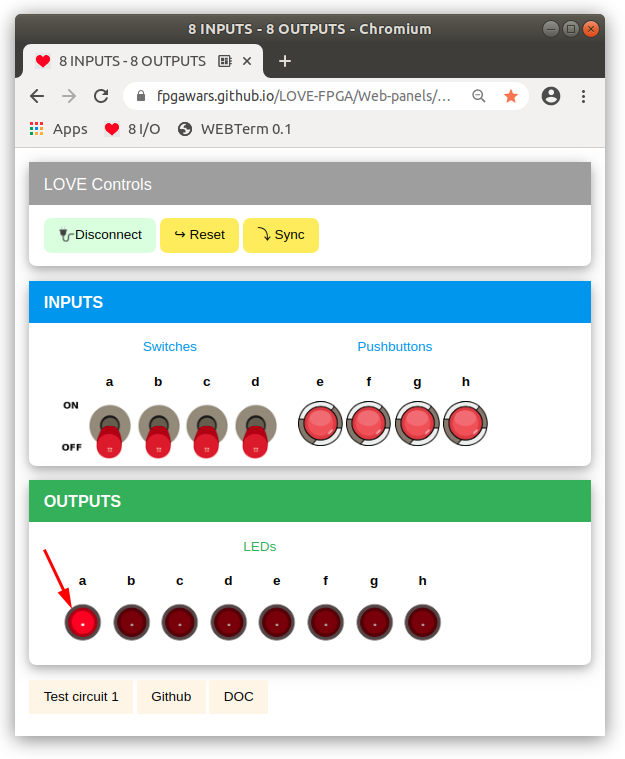 8 INPUTS - 8 OUTPUTS - Chromium
8 INPUTS - 8 OUTPUTS
fpgawars.github.io/LOVE-FPGA/Web-panels/…
Apps 8 I/O WEBTerm 0.1
LOVE Controls
Disconnect ↪ Reset ⤵ Sync
INPUTS
Switches Pushbuttons
a b c d e f g h
ON
OFF
OUTPUTS
LEDs
a b c d e f g h
Test circuit 1 Github DOC